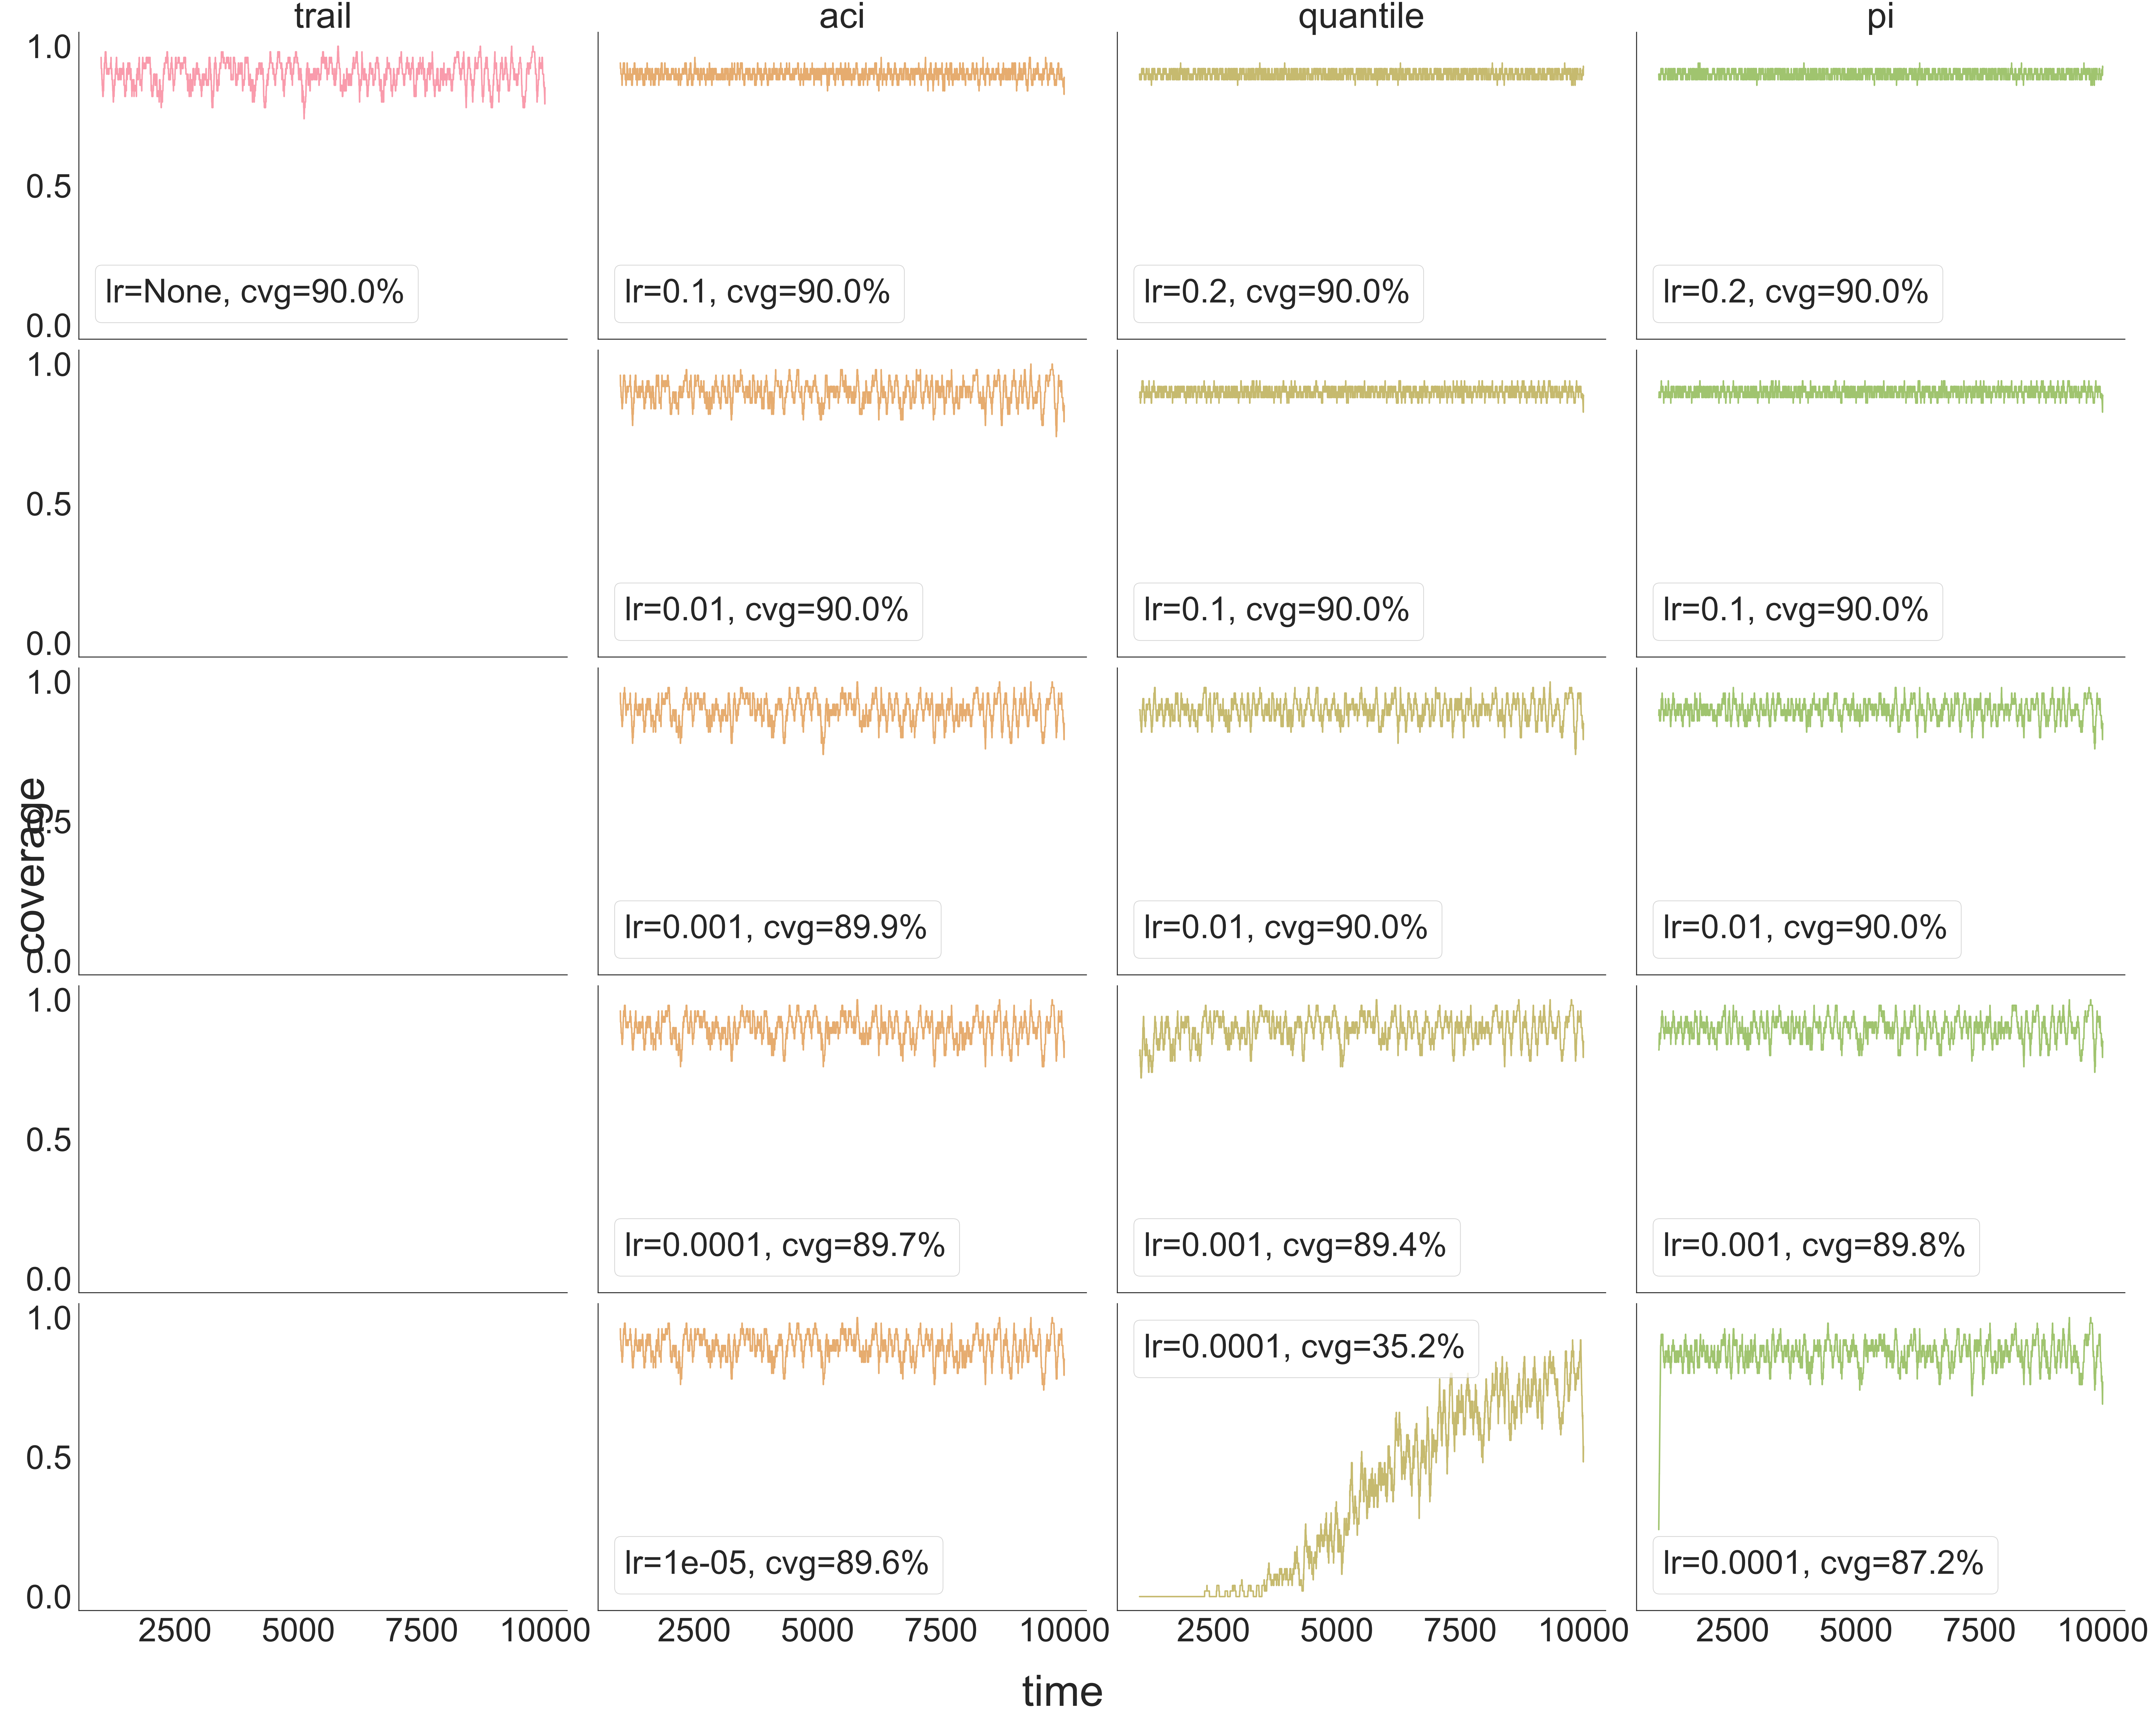 trail aci quantile pi
1.0
0.5
0.0
lr=None, cvg=90.0%
lr=0.1, cvg=90.0%
lr=0.2, cvg=90.0%
lr=0.2, cvg=90.0%
1.0
0.5
0.0
lr=0.01, cvg=90.0%
lr=0.1, cvg=90.0%
lr=0.1, cvg=90.0%
coverage
1.0
0.5
0.0
lr=0.001, cvg=89.9%
lr=0.01, cvg=90.0%
lr=0.01, cvg=90.0%
1.0
0.5
0.0
lr=0.0001, cvg=89.7%
lr=0.001, cvg=89.4%
lr=0.001, cvg=89.8%
1.0
0.5
0.0
lr=1e-05, cvg=89.6%
lr=0.0001, cvg=35.2%
lr=0.0001, cvg=87.2%
2500 5000 7500 10000
2500 5000 7500 10000
2500 5000 7500 10000
2500 5000 7500 10000
time